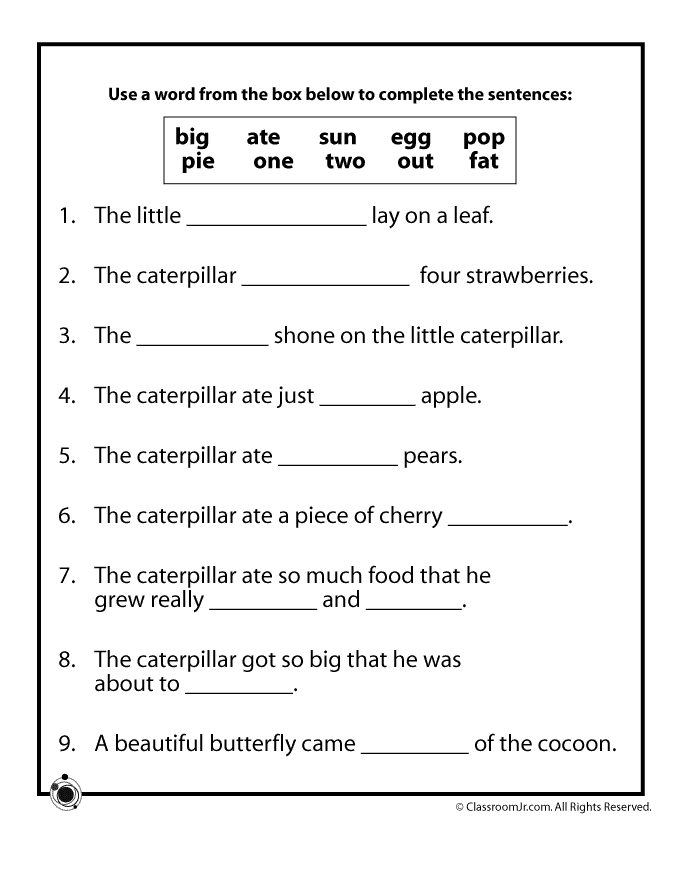 Use a word from the box below to complete the sentences:
big ate sun egg pop
pie one two out fat
1. The little _______________ lay on a leaf.
2. The caterpillar ______________ four strawberries.
3. The ___________ shone on the little caterpillar.
4. The caterpillar ate just ________ apple.
5. The caterpillar ate __________ pears.
6. The caterpillar ate a piece of cherry __________.
7. The caterpillar ate so much food that he
grew really _________ and ________.
8. The caterpillar got so big that he was
about to _________.
9. A beautiful butterfly came _________ of the cocoon.
© ClassroomJr.com. All Rights Reserved.